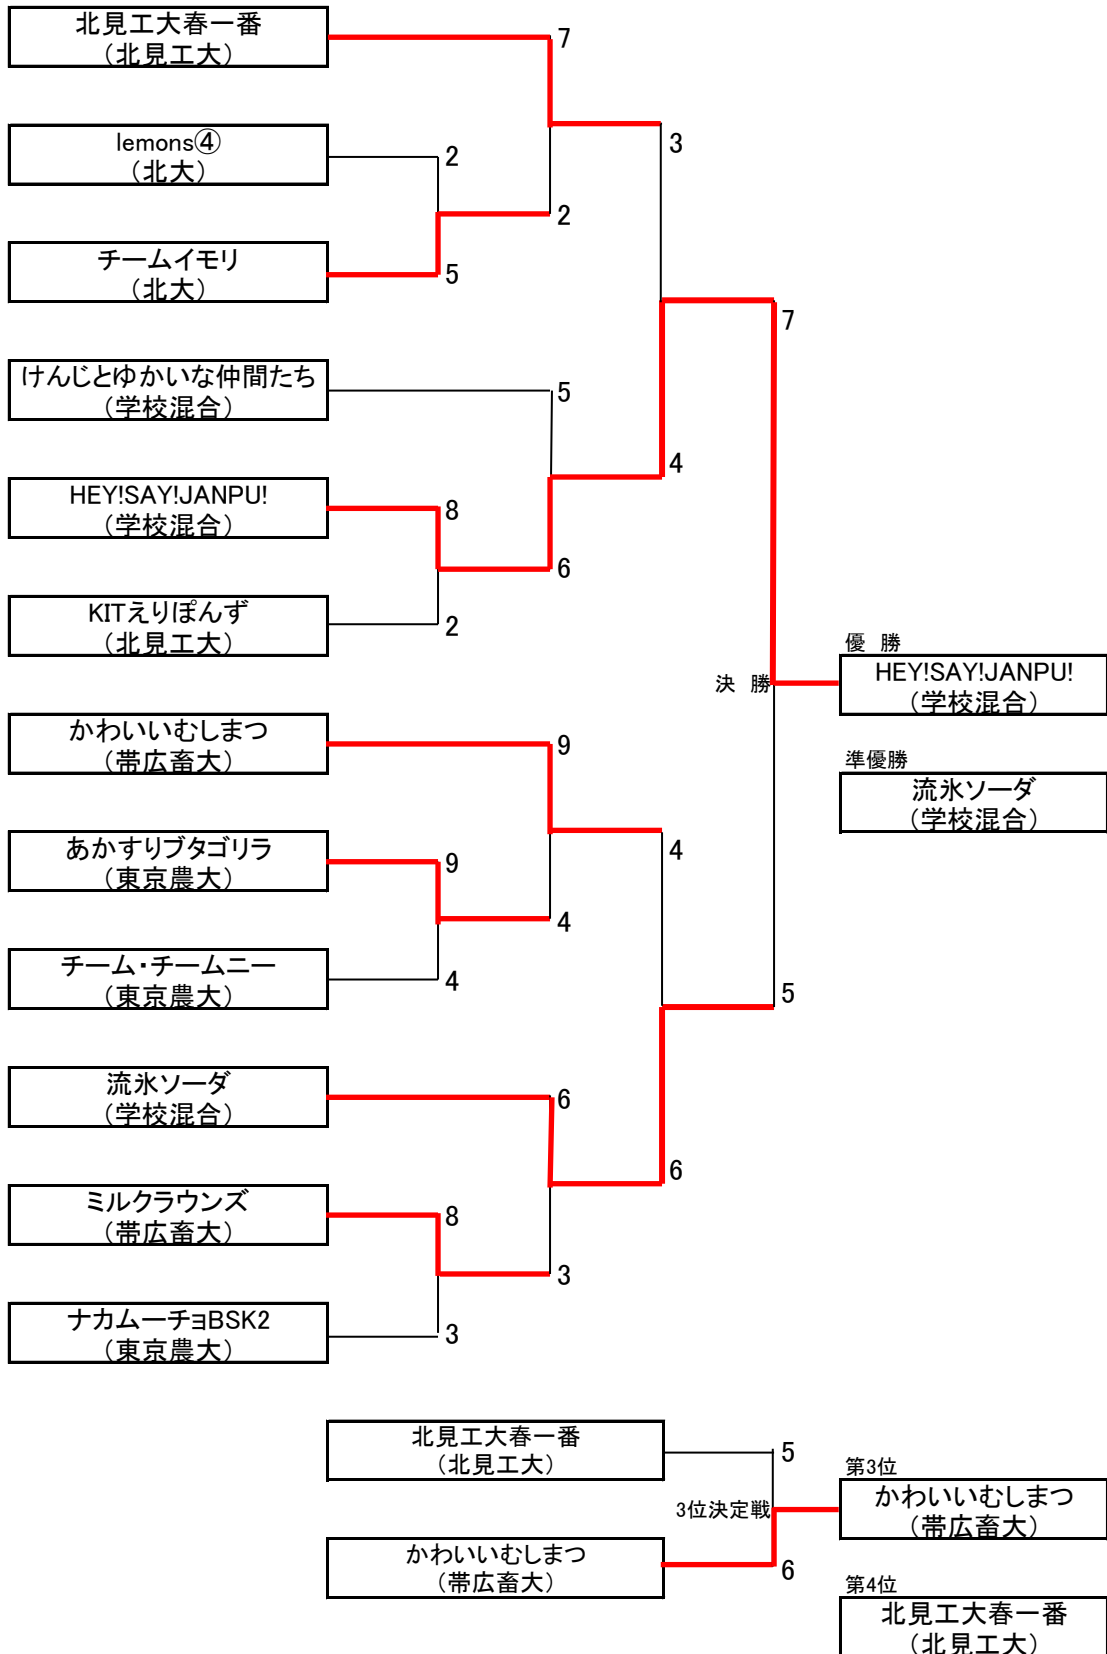 北見工大春一番
（北見工大）
7
3
lemons④
（北大）
2
2
チームイモリ
（北大）
5
7
けんじとゆかいな仲間たち
（学校混合）
5
4
HEY!SAY!JANPU!
（学校混合）
8
6
KITえりぽんず
（北見工大）
2
優　勝
決　勝
HEY!SAY!JANPU!
（学校混合）
かわいいむしまつ
（帯広畜大）
9
準優勝
流氷ソーダ
（学校混合）
あかすりブタゴリラ
（東京農大）
9
4
4
チーム・チームニー
（東京農大）
4
5
流氷ソーダ
（学校混合）
6
6
ミルクラウンズ
（帯広畜大）
8
3
ナカムーチョBSK2
（東京農大）
3
北見工大春一番
（北見工大）
5
第3位
3位決定戦
かわいいむしまつ
（帯広畜大）
かわいいむしまつ
（帯広畜大）
6
第4位
北見工大春一番
（北見工大）